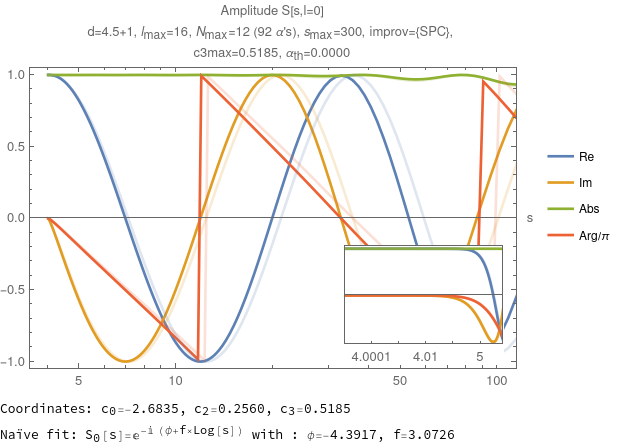 Amplitude S[s,l=0]
d=4.5+1, lmax=16, Nmax=12 (92 α's), smax=300, improv={SPC},
c3max=0.5185, αth=0.0000
1.0
0.5
0.0
−0.5
−1.0
s
Re
Im
Abs
Arg/π
4.0001 4.01 5
5 10 50 100
Coordinates: c0=-2.6835, c2=0.2560, c3=0.5185
Naïve fit: S0[s]=e^-i (ϕ+f×Log[s]) with : ϕ=-4.3917, f=3.0726